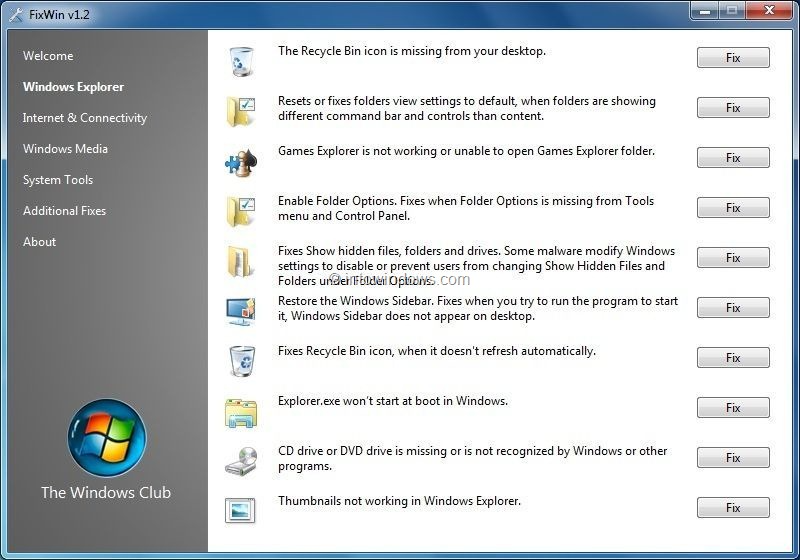 FixWin v1.2
Welcome
Windows Explorer
Internet & Connectivity
Windows Media
System Tools
Additional Fixes
About
The Windows Club
The Recycle Bin icon is missing from your desktop.
Fix
Resets or fixes folders view settings to default, when folders are showing
different command bar and controls than content.
Fix
Games Explorer is not working or unable to open Games Explorer folder.
Fix
Enable Folder Options. Fixes when Folder Options is missing from Tools
menu and Control Panel.
Fix
Fixes Show hidden files, folders and drives. Some malware modify Windows
settings to disable or prevent users from changing Show Hidden Files and
Folders under Folder Options.
© intowindows.com
Fix
Restore the Windows Sidebar. Fixes when you try to run the program to start
it, Windows Sidebar does not appear on desktop.
Fix
Fixes Recycle Bin icon, when it doesn't refresh automatically.
Fix
Explorer.exe won't start at boot in Windows.
Fix
CD drive or DVD drive is missing or is not recognized by Windows or other
programs.
Fix
Thumbnails not working in Windows Explorer.
Fix